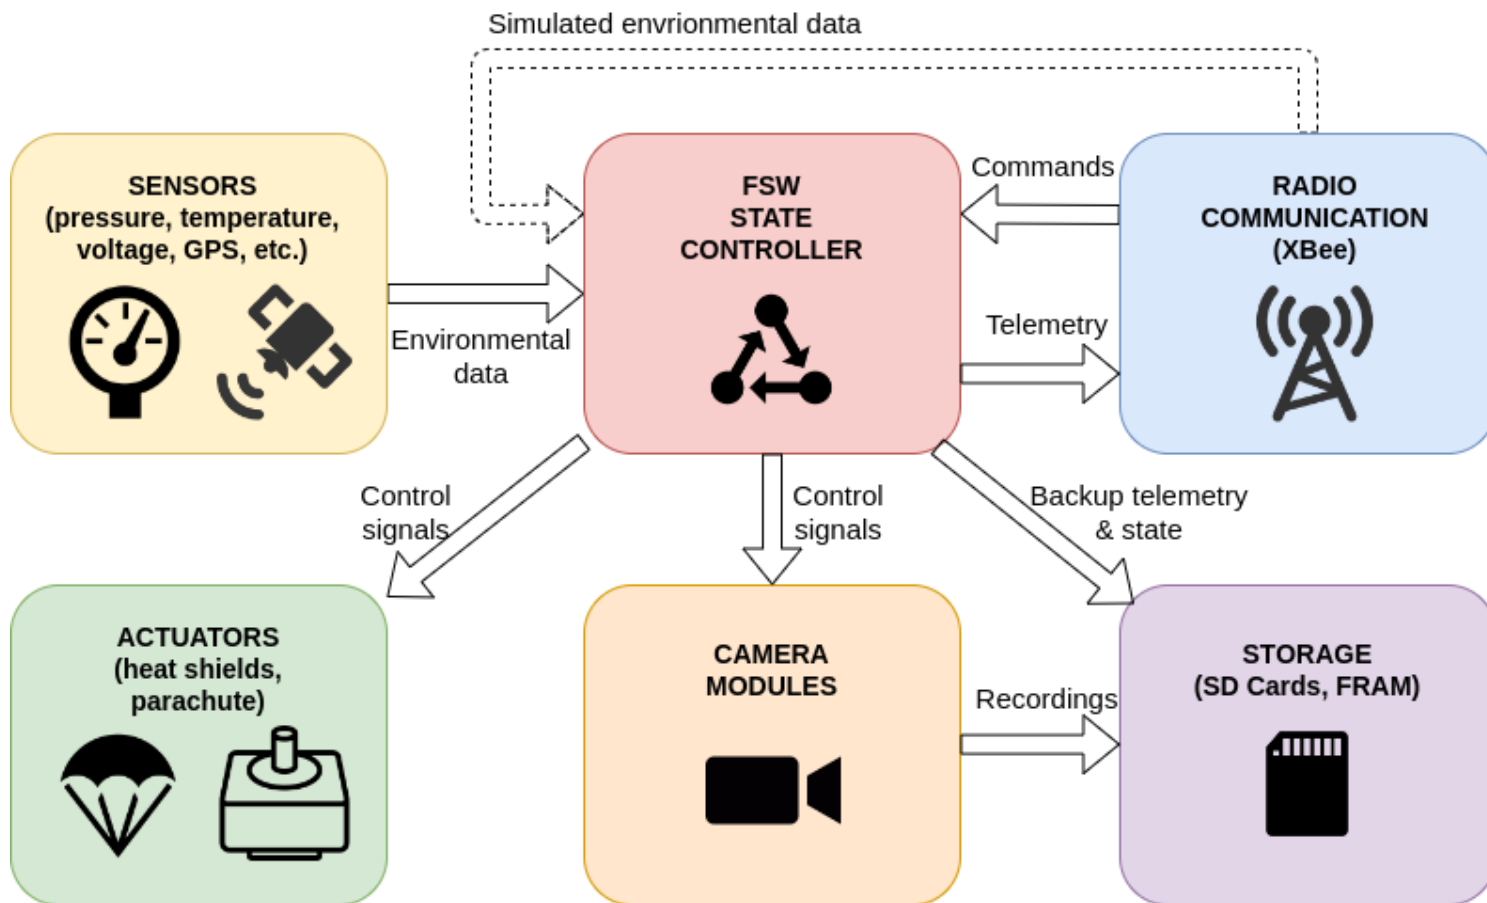 Simulated envrionmental data
SENSORS
(pressure, temperature,
voltage, GPS, etc.)
FSW
STATE
CONTROLLER
Commands
RADIO
COMMUNICATION
(XBee)
Environmental
data
Telemetry
Control
signals
Control
signals
Backup telemetry
& state
ACTUATORS
(heat shields,
parachute)
CAMERA
MODULES
Recordings
STORAGE
(SD Cards, FRAM)